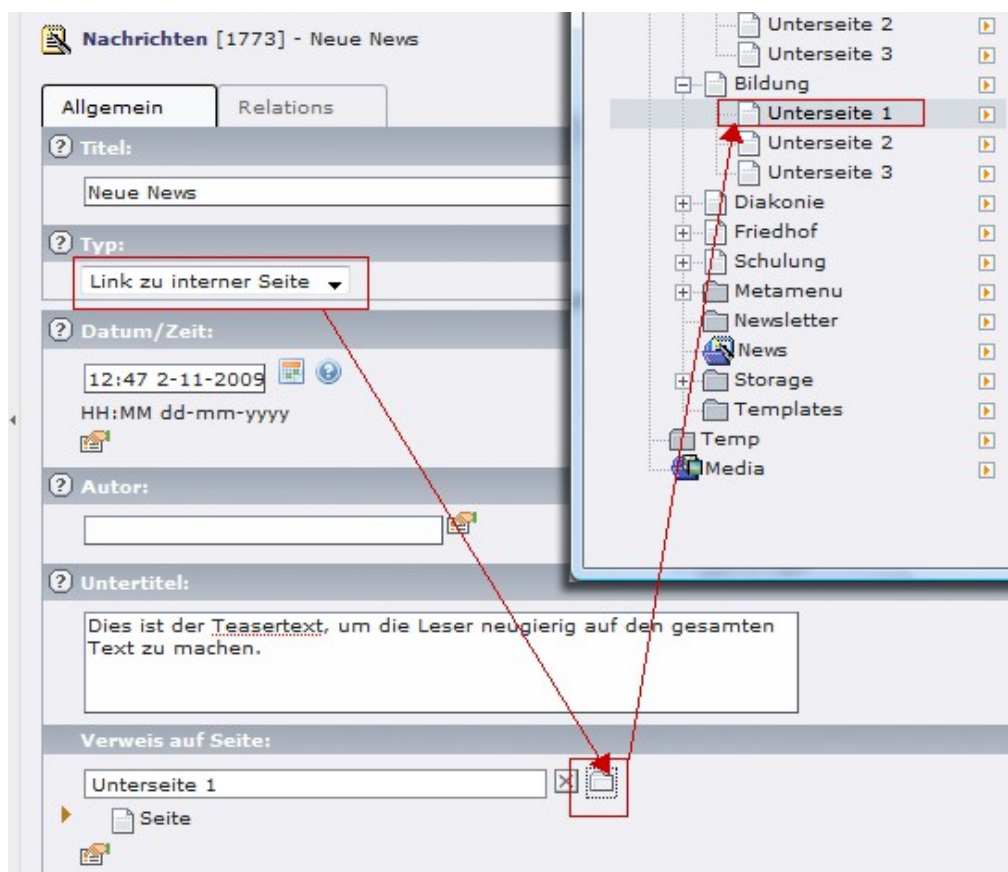 Nachrichten [1773] - Neue News
Allgemein
Relations
Titel:
Neue News
Typ:
Link zu interner Seite
Datum/Zeit:
12:47 2-11-2009
HH:MM dd-mm-yyyy
Autor:
Untertitel:
Dies ist der Teasertext, um die Leser neugierig auf den gesamten
Text zu machen.
Verweis auf Seite:
Unterseite 1
Seite
Unterseite 2
Unterseite 3
Bildung
Unterseite 1
Unterseite 2
Unterseite 3
Diakonie
Friedhof
Schulung
Metamenu
Newsletter
News
Storage
Templates
Temp
Media